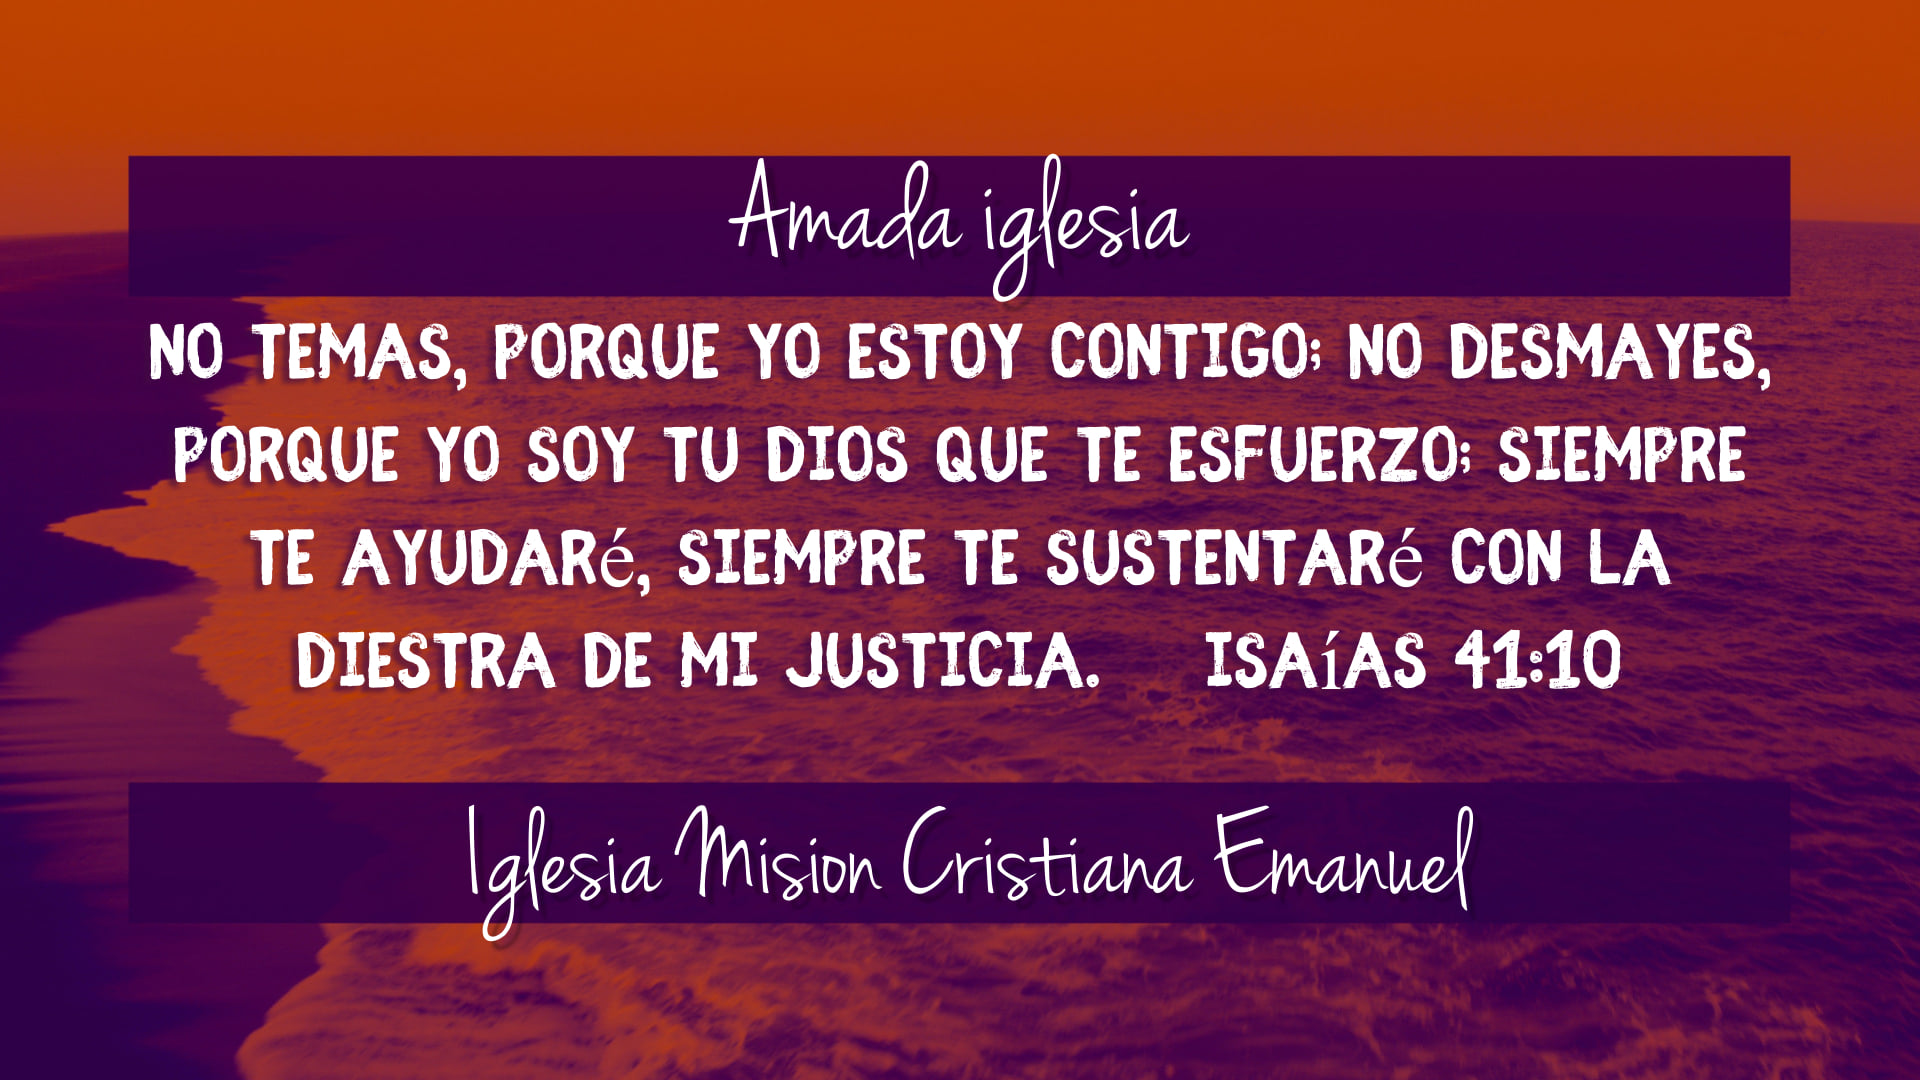 Amada iglesia
NO TEMAS, PORQUE YO ESTOY CONTIGO; NO DESMAYES,
PORQUE YO SOY TU DIOS QUE TE ESFUERZO; SIEMPRE
TE AYUDARé, SIEMPRE TE SUSTENTARé CON LA
DIESTRA DE MI JUSTICIA. ISAíAS 41:10
Iglesia Mision Cristiana Emanuel